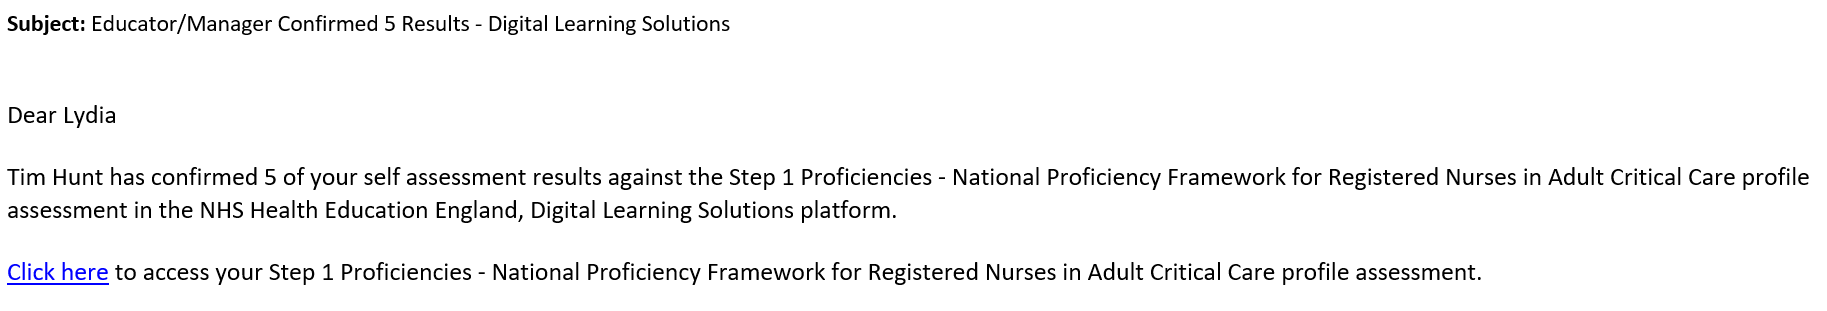 Subject: Educator/Manager Confirmed 5 Results - Digital Learning Solutions
Dear Lydia
Tim Hunt has confirmed 5 of your self assessment results against the Step 1 Proficiencies - National Proficiency Framework for Registered Nurses in Adult Critical Care profile
assessment in the NHS Health Education England, Digital Learning Solutions platform.
Click here to access your Step 1 Proficiencies - National Proficiency Framework for Registered Nurses in Adult Critical Care profile assessment.